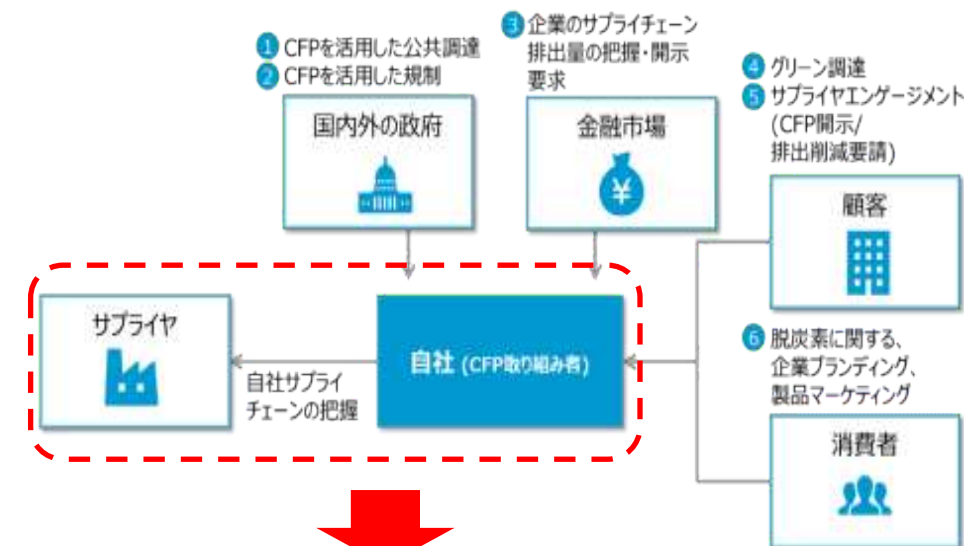 ① CFPを活用した公共調達
② CFPを活用した規制
国内外の政府
③ 企業のサプライチェーン
排出量の把握・開示
要求
金融市場
¥
④ グリーン調達
⑤ サプライヤエンゲージメント
(CFP開示/
排出削減要請)
顧客
サプライヤ
自社サプライ
チェーンの把握
自社 (CFP取り組み者)
⑥ 脱炭素に関する、
企業ブランディング、
製品マーケティング
消費者